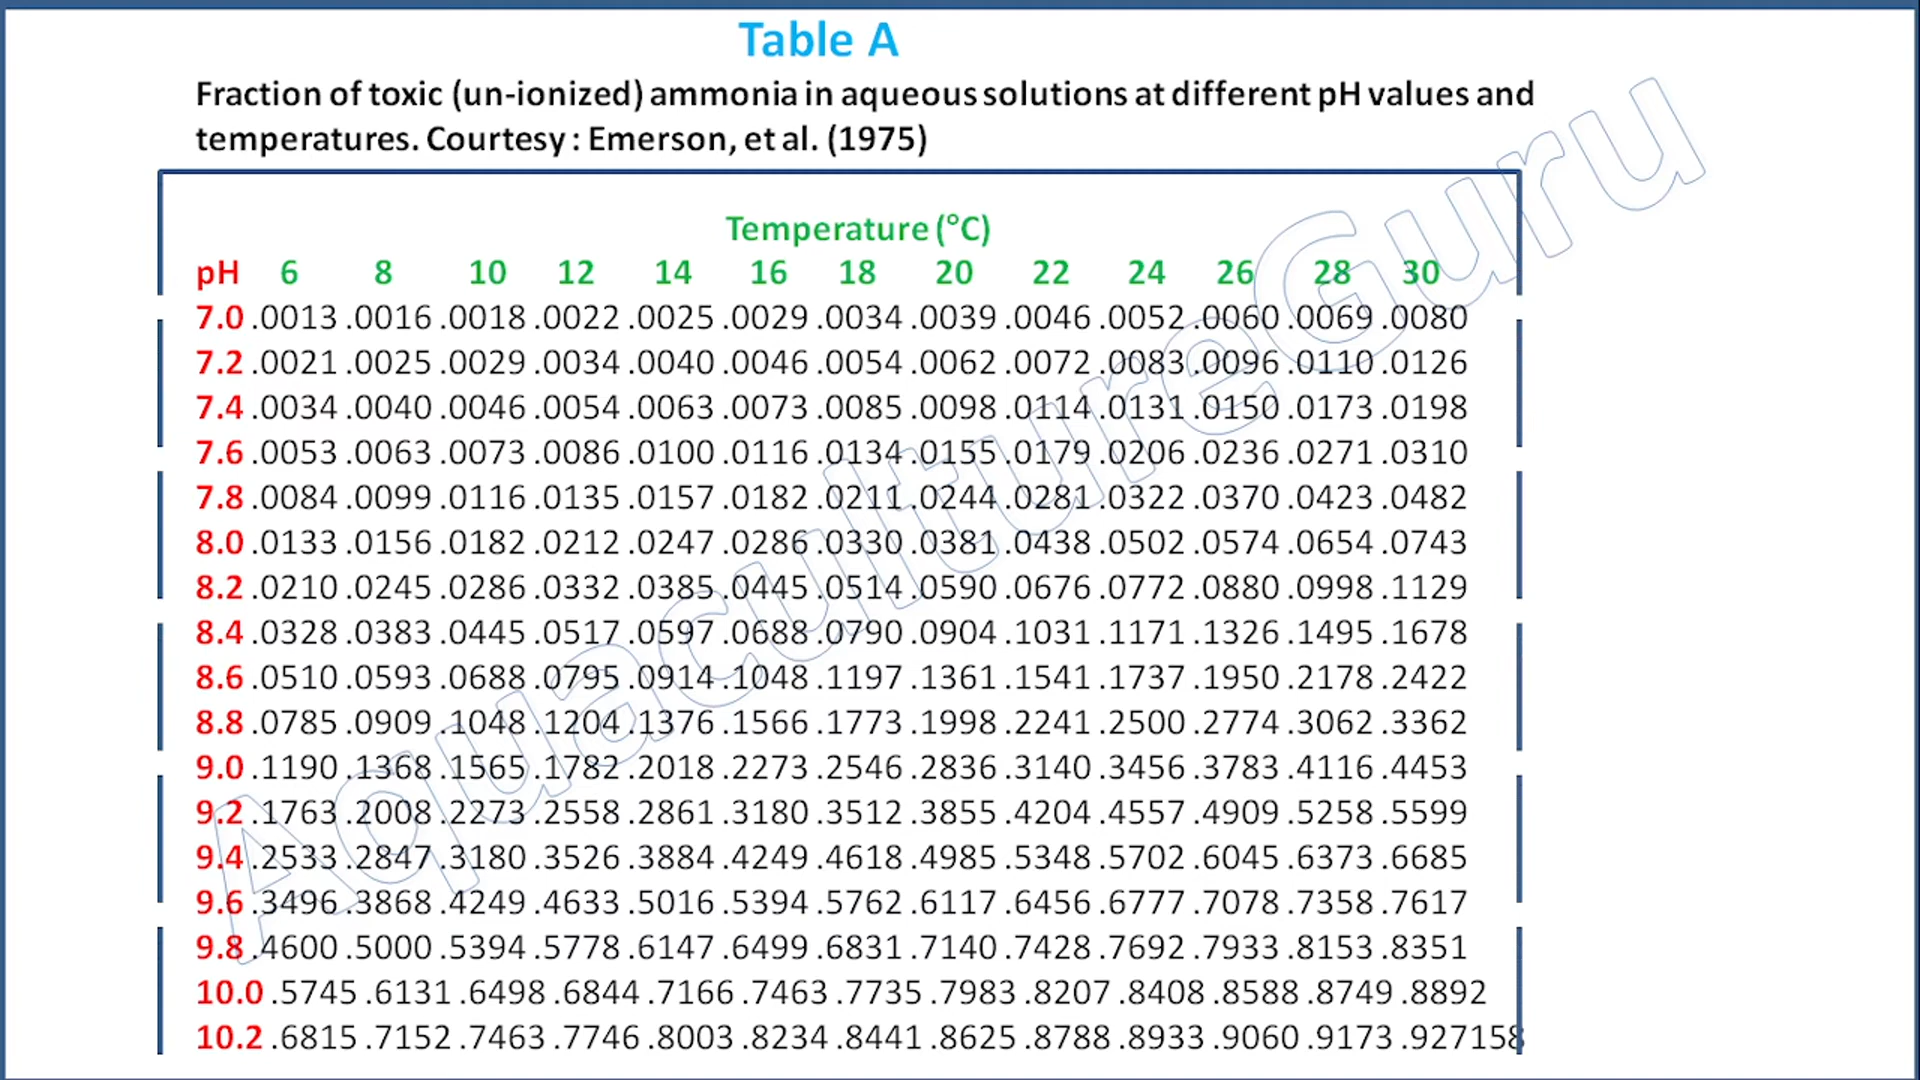 Table A
Fraction of toxic (un-ionized) ammonia in aqueous solutions at different pH values and
temperatures. Courtesy : Emerson, et al. (1975)
Temperature (°C)
pH 6 8 10 12 14 16 18 20 22 24 26 28 30
7.0 .0013 .0016 .0018 .0022 .0025 .0029 .0034 .0039 .0046 .0052 .0060 .0069 .0080
7.2 .0021 .0025 .0029 .0034 .0040 .0046 .0054 .0062 .0072 .0083 .0096 .0110 .0126
7.4 .0034 .0040 .0046 .0054 .0063 .0073 .0085 .0098 .0114 .0131 .0150 .0173 .0198
7.6 .0053 .0063 .0073 .0086 .0100 .0116 .0134 .0155 .0179 .0206 .0236 .0271 .0310
7.8 .0084 .0099 .0116 .0135 .0157 .0182 .0211 .0244 .0281 .0322 .0370 .0423 .0482
8.0 .0133 .0156 .0182 .0212 .0247 .0286 .0330 .0381 .0438 .0502 .0574 .0654 .0743
8.2 .0210 .0245 .0286 .0332 .0385 .0445 .0514 .0590 .0676 .0772 .0880 .0998 .1129
8.4 .0328 .0383 .0445 .0517 .0597 .0688 .0790 .0904 .1031 .1171 .1326 .1495 .1678
8.6 .0510 .0593 .0688 .0795 .0914 .1048 .1197 .1361 .1541 .1737 .1950 .2178 .2422
8.8 .0785 .0909 .1048 .1204 .1376 .1566 .1773 .1998 .2241 .2500 .2774 .3062 .3362
9.0 .1190 .1368 .1565 .1782 .2018 .2273 .2546 .2836 .3140 .3456 .3783 .4116 .4453
9.2 .1763 .2008 .2273 .2558 .2861 .3180 .3512 .3855 .4204 .4557 .4909 .5258 .5599
9.4 .2533 .2847 .3180 .3526 .3884 .4249 .4618 .4985 .5348 .5702 .6045 .6373 .6685
9.6 .3496 .3868 .4249 .4633 .5016 .5394 .5762 .6117 .6456 .6777 .7078 .7358 .7617
9.8 .4600 .5000 .5394 .5778 .6147 .6499 .6831 .7140 .7428 .7692 .7933 .8153 .8351
10.0 .5745 .6131 .6498 .6844 .7166 .7463 .7735 .7983 .8207 .8408 .8588 .8749 .8892
10.2 .6815 .7152 .7463 .7746 .8003 .8234 .8441 .8625 .8788 .8933 .9060 .9173 .927158
AquacultureGuru